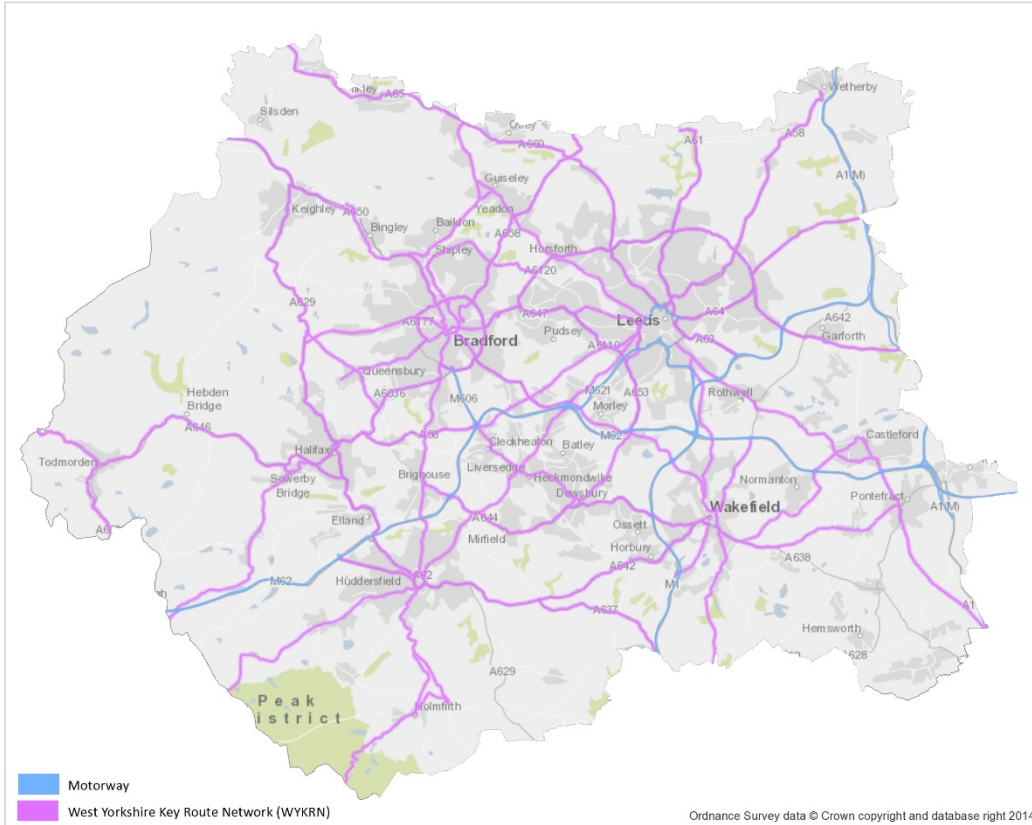 Wetherby
Silsden
A65
A61
A58
A660
A1(M)
Guiseley
Keighley
A650
Yeadon
Bingley
Baildon
A658
Shipley
Horsforth
A6120
A629
A647
A64
A6177
Leeds
A642
Bradford
Pudsey
A6110
A63
Garforth
Queensbury
Hebden
Bridge
A6036
M606
M621
A653
Rothwell
Morley
A646
A58
M62
Castleford
Todmorden
Halifax
Cleckheaton
Batley
Sowerby
Bridge
Brighouse
Liversedge
Heckmondwike
Normanton
Dewsbury
Pontefract
Elland
A644
Wakefield
A1(M)
Mirfield
Ossett
Horbury
A638
M62
Huddersfield
A62
A642
M1
A637
A1
Hemsworth
A628
A629
Peak
istrict
Holmfirth
Motorway
West Yorkshire Key Route Network (WYKRN)
Ordnance Survey data © Crown copyright and database right 2014